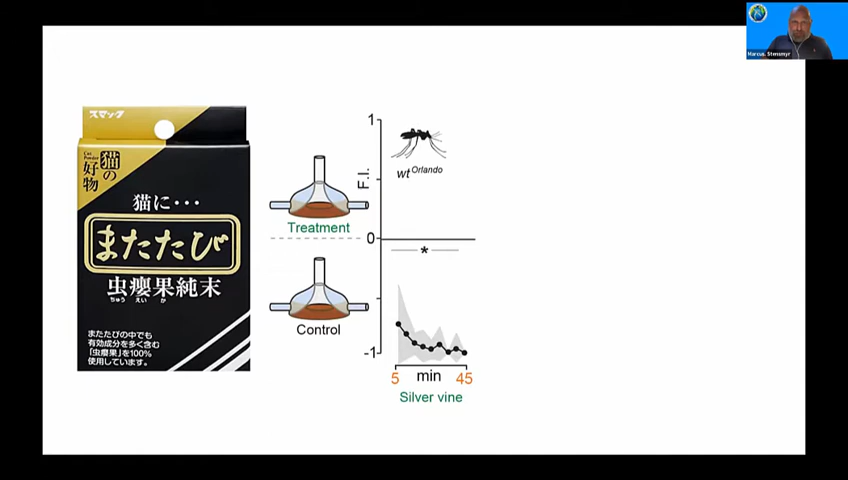 Marcus. Stensmyr
スマック
猫の
好物
猫に・・・
またたび
虫癭果純末
ちゅう えい か
またたびの中でも
有効成分を多く含む
「虫癭果」を100%
使用しています。
Treatment
Control
F.I.
1
0
-1
wt Orlando
*
5 min 45
Silver vine